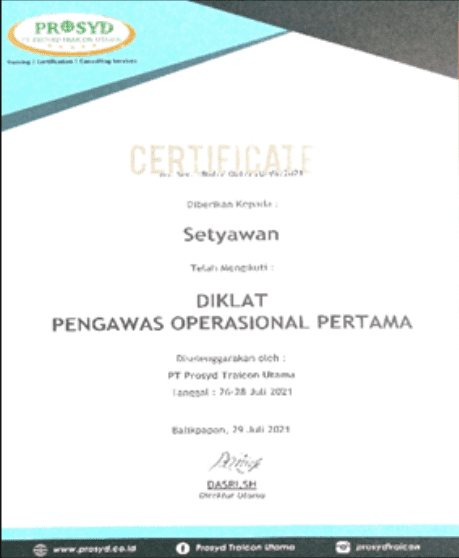 PROSYD
PT PROSYD TRAICON UTAMA
Training | Certification | Consulting Services
CERTIFICATE
Diberikan Kepada :
Setyawan
Telah Mengikuti :
DIKLAT
PENGAWAS OPERASIONAL PERTAMA
Diselenggarakan oleh :
PT Prosyd Traicon Utama
Tanggal : 26-28 Juli 2021
Balikpapan, 29 Juli 2021
DASRI.SH
Direktur Utama
www.prosyd.co.id
Prosyd Traicon Utama
prosydtraicon